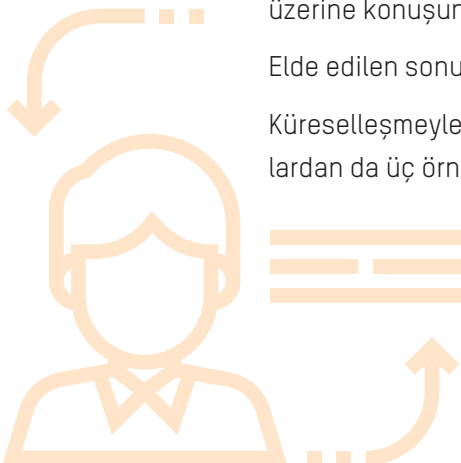 üzerine konuşun
Elde edilen sonu
Küreselleşmeyle
lardan da üç örn